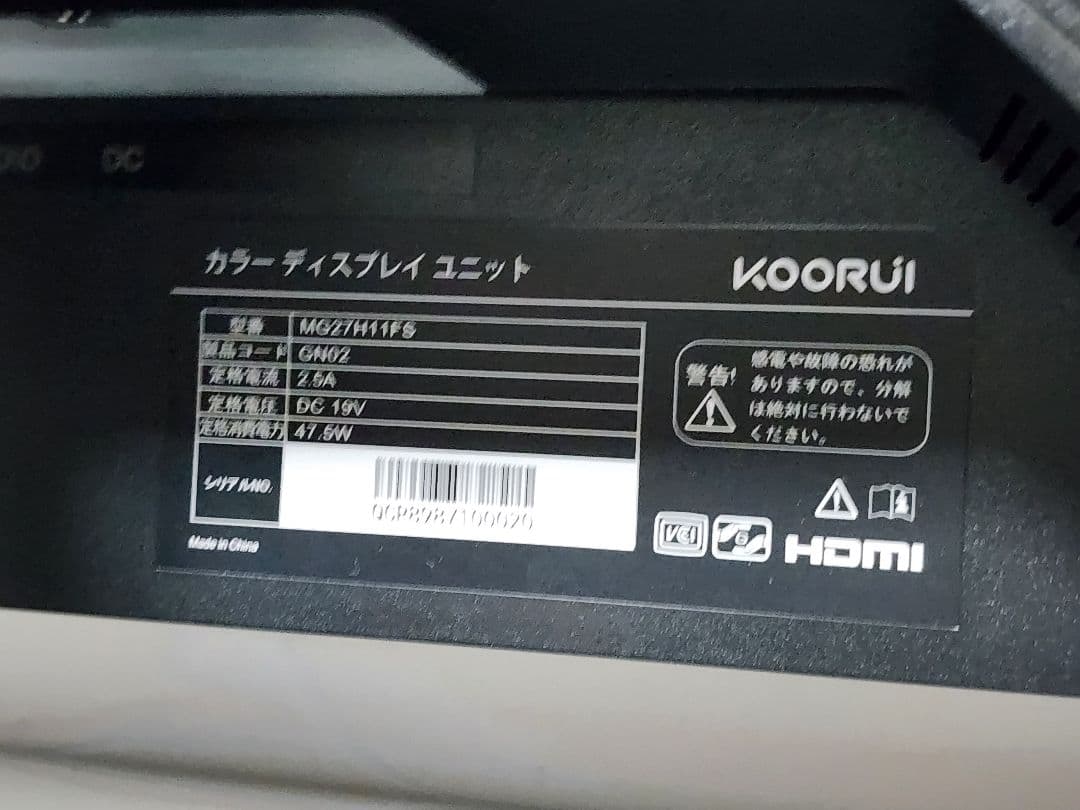 DC
カラー ディスプレイ ユニット
KOORUI
型番 MG27H11FS
製品コード GN02
定格電流 2.5A
定格電圧 DC 19V
定格消費電力 47.5W
シリアルNO.
Made in China
警告!
感電や故障の恐れが
ありますので、分解
は絶対に行わないで
ください。
VCI
HDMI